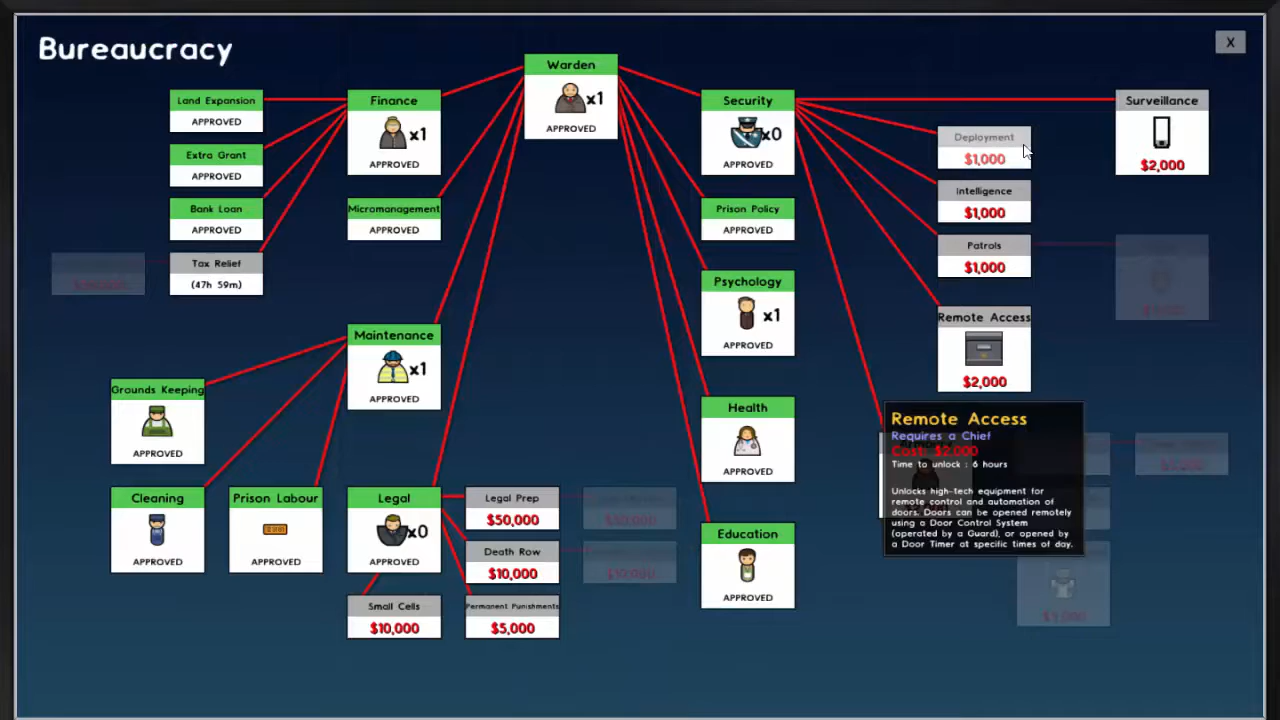 Bureaucracy
X
Warden
x1
APPROVED
Land Expansion
APPROVED
Finance
x1
APPROVED
Security
x0
APPROVED
Surveillance
$2,000
Deployment
$1,000
Extra Grant
APPROVED
Intelligence
$1,000
Bank Loan
APPROVED
Micromanagement
APPROVED
Prison Policy
APPROVED
Patrols
$1,000
Tax Relief
(47h 59m)
Psychology
x1
APPROVED
Remote Access
$2,000
Maintenance
x1
APPROVED
Grounds Keeping
APPROVED
Health
APPROVED
Remote Access
Requires a Chief
Cost: $2,000
Time to unlock : 6 hours
Unlocks high-tech equipment for
remote control and automation of
doors. Doors can be opened remotely
using a Door Control System
(operated by a Guard), or opened by
a Door Timer at specific times of day.
Cleaning
APPROVED
Prison Labour
APPROVED
Legal
x0
APPROVED
Legal Prep
$50,000
Death Row
$10,000
Education
APPROVED
Small Cells
$10,000
Permanent Punishments
$5,000